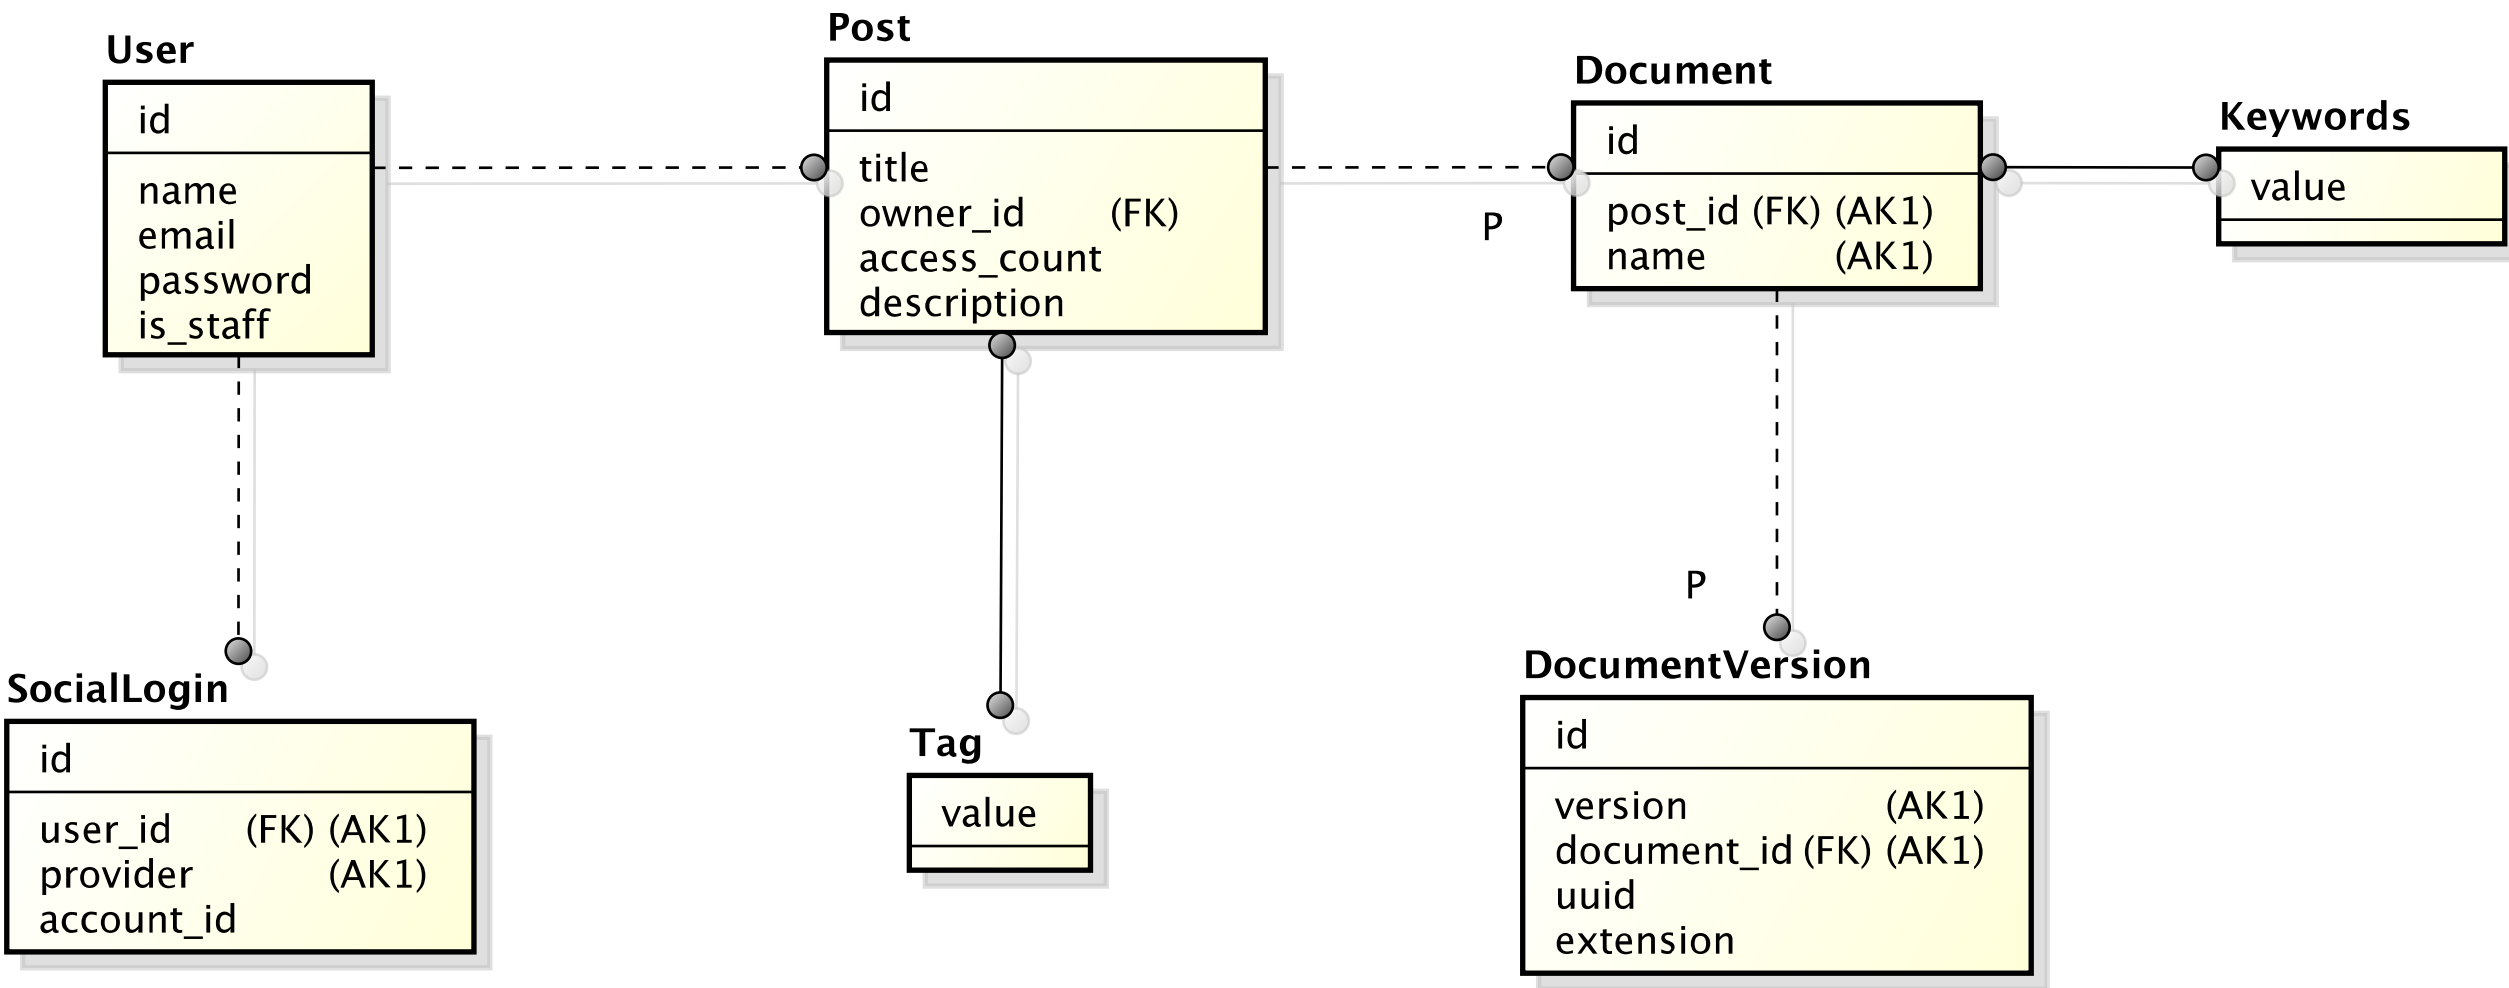 User
id
name
email
password
is_staff
Post
id
title
owner_id (FK)
access_count
description
Document
id
post_id (FK) (AK1)
name (AK1)
P
Keywords
value
SocialLogin
id
user_id (FK) (AK1)
provider (AK1)
account_id
Tag
value
P
DocumentVersion
id
version (AK1)
document_id (FK) (AK1)
uuid
extension